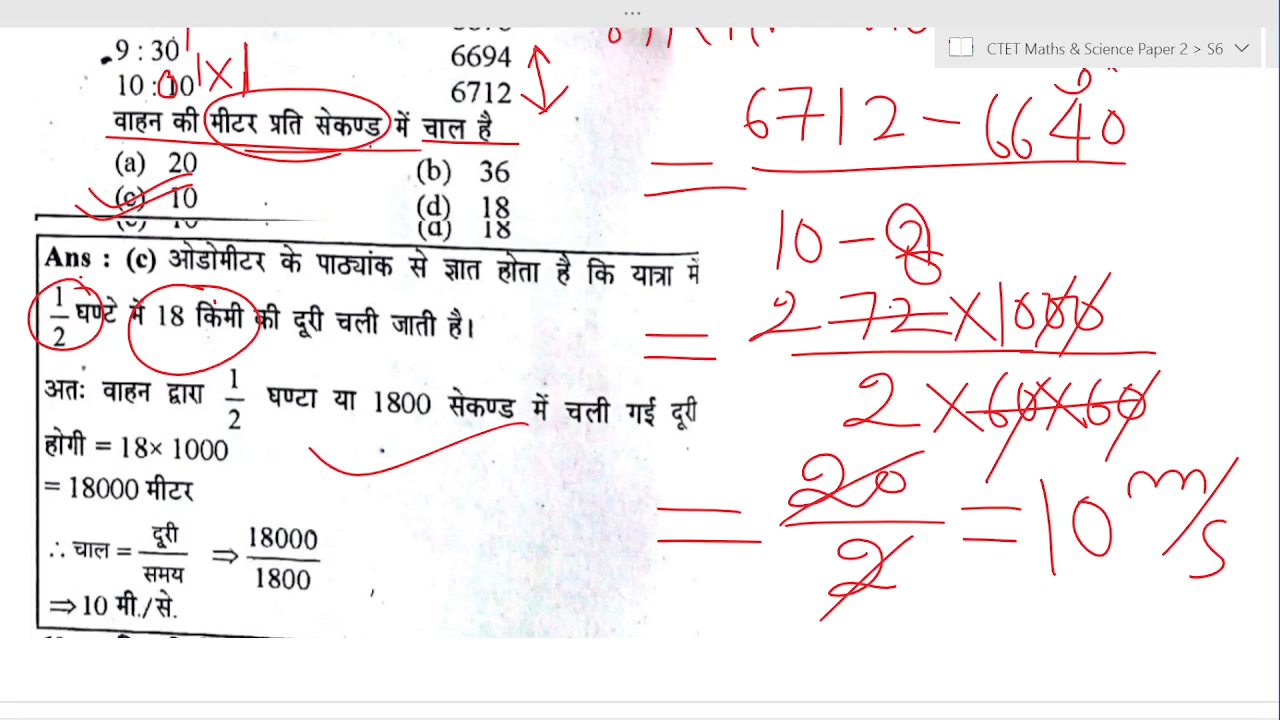 CTET Maths & Science Paper 2 > S6
9 : 30 6694
10 : 00 6712
वाहन की मीटर प्रति सेकण्ड में चाल है
(a) 20 (b) 36
(c) 10 (d) 18
(d) 18
Ans : (c) ओडोमीटर के पाठ्यांक से ज्ञात होता है कि यात्रा में
1/2 घण्टे में 18 किमी की दूरी चली जाती है।
अतः वाहन द्वारा 1/2 घण्टा या 1800 सेकण्ड में चली गई दूरी
होगी = 18× 1000
= 18000 मीटर
∴ चाल = दूरी/समय ⇒ 18000/1800
⇒ 10 मी./से.
= 6712 - 6640
10 - 8
= 2 72 × 1000
2 × 60 × 60
= 20/2 = 10 m/s